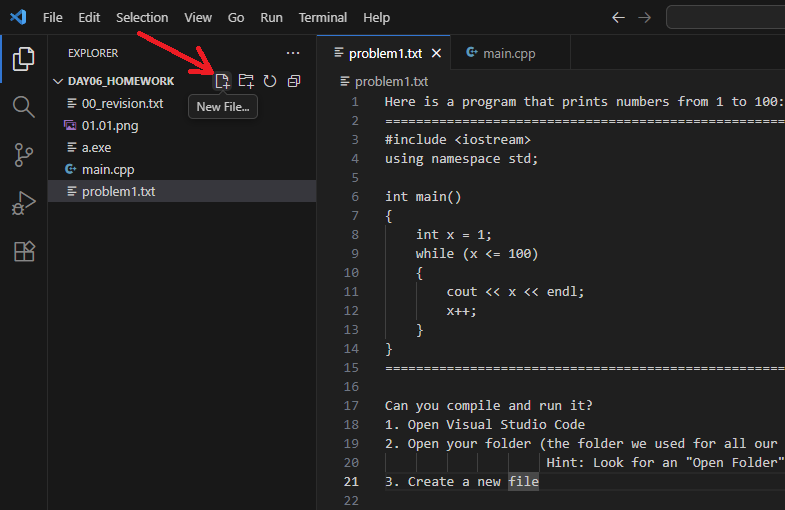 File Edit Selection View Go Run Terminal Help
EXPLORER
DAY06_HOMEWORK
New File...
00_revision.txt
01.01.png
a.exe
main.cpp
problem1.txt
problem1.txt main.cpp
problem1.txt
1 Here is a program that prints numbers from 1 to 100:
2 ====================================================
3 #include <iostream>
4 using namespace std;
5
6 int main()
7 {
8 int x = 1;
9 while (x <= 100)
10 {
11 cout << x << endl;
12 x++;
13 }
14 }
15 ====================================================
16
17 Can you compile and run it?
18 1. Open Visual Studio Code
19 2. Open your folder (the folder we used for all our
20 Hint: Look for an "Open Folder"
21 3. Create a new file
22